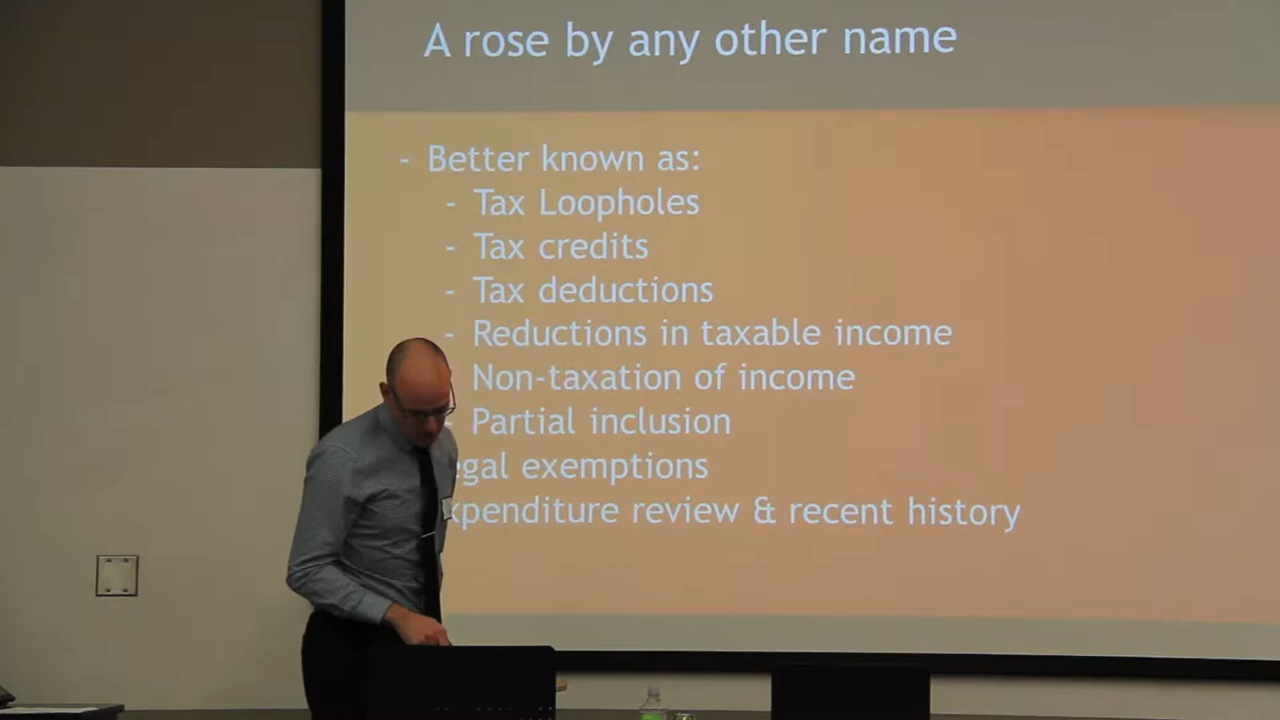 A rose by any other name
- Better known as:
- Tax Loopholes
- Tax credits
- Tax deductions
- Reductions in taxable income
Non-taxation of income
- Partial inclusion
egal exemptions
xpenditure review & recent history